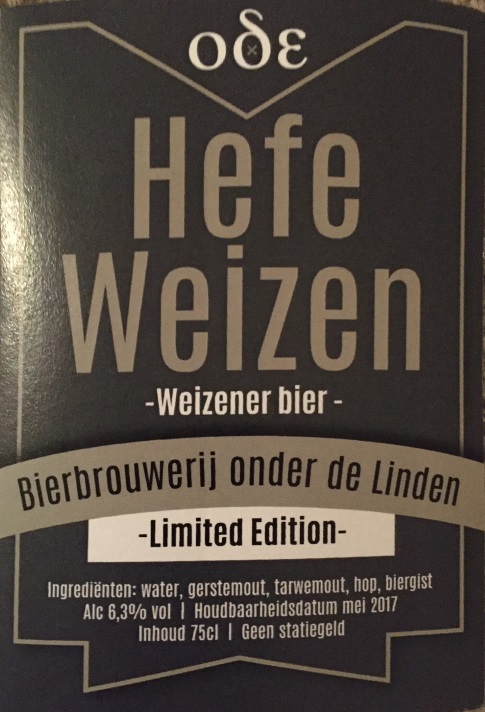 oδε
Hefe
Weizen
-Weizener bier -
Bierbrouwerij onder de Linden
-Limited Edition-
Ingrediënten: water, gerstemout, tarwemout, hop, biergist
Alc 6,3% vol | Houdbaarheidsdatum mei 2017
Inhoud 75cl | Geen statiegeld